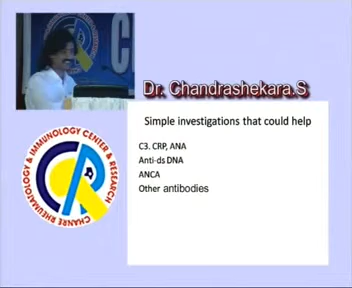 Dr. Chandrashekara.S
Simple investigations that could help
C3. CRP, ANA
Anti-ds DNA
ANCA
Other antibodies
CHANRE RHEUMATOLOGY & IMMUNOLOGY CENTER & RESEARCH